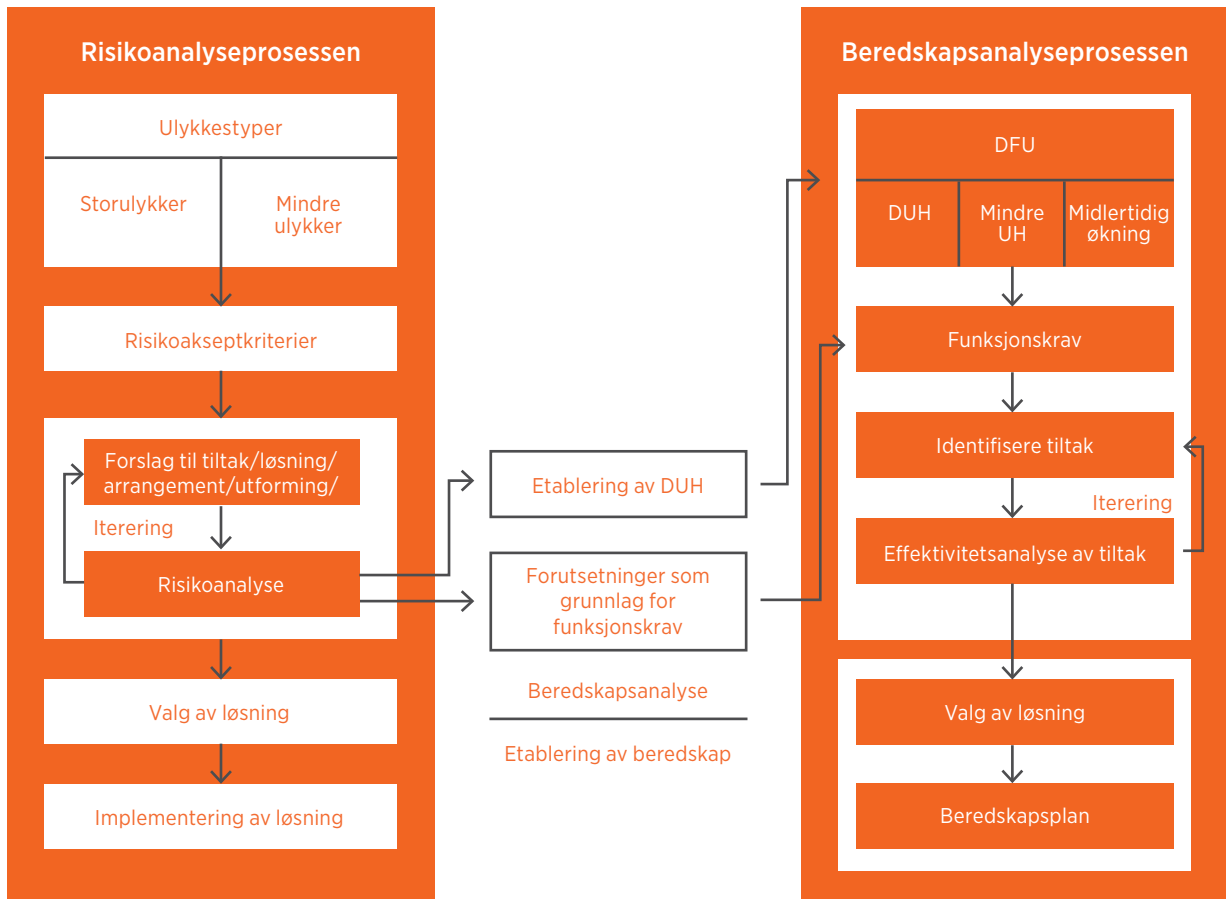 Risikoanalyseprosessen
Ulykkestyper
Storulykker
Mindre
ulykker
Risikoakseptkriterier
Forslag til tiltak/løsning/
arrangement/utforming/
Iterering
Risikoanalyse
Valg av løsning
Implementering av løsning
Etablering av DUH
Forutsetninger som
grunnlag for
funksjonskrav
Beredskapsanalyse
Etablering av beredskap
Beredskapsanalyseprosessen
DFU
DUH
Mindre
UH
Midlertidig
økning
Funksjonskrav
Identifisere tiltak
Iterering
Effektivitetsanalyse av tiltak
Valg av løsning
Beredskapsplan